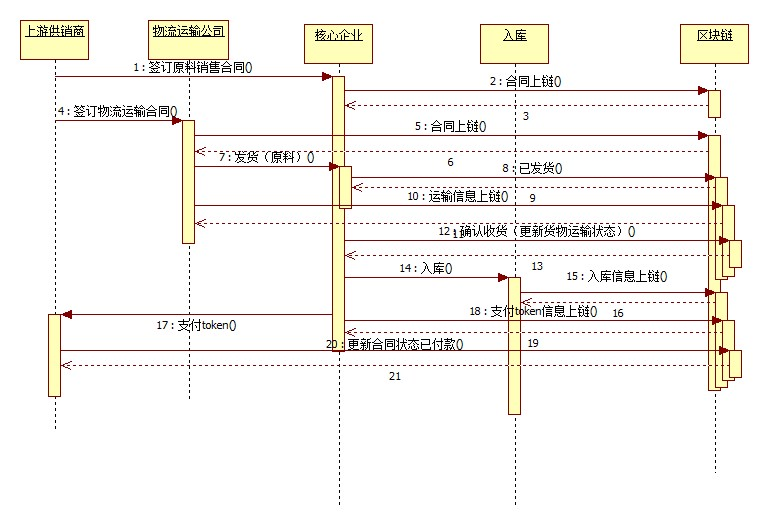 上游供销商
物流运输公司
核心企业
入库
区块链
1 : 签订原料销售合同()
2 : 合同上链()
3
4 : 签订物流运输合同()
5 : 合同上链()
6
7 : 发货（原料）()
8 : 已发货()
9
10 : 运输信息上链()
11
12 : 确认收货（更新货物运输状态）()
13
14 : 入库()
15 : 入库信息上链()
16
17 : 支付token()
18 : 支付token信息上链()
19
20 : 更新合同状态已付款()
21